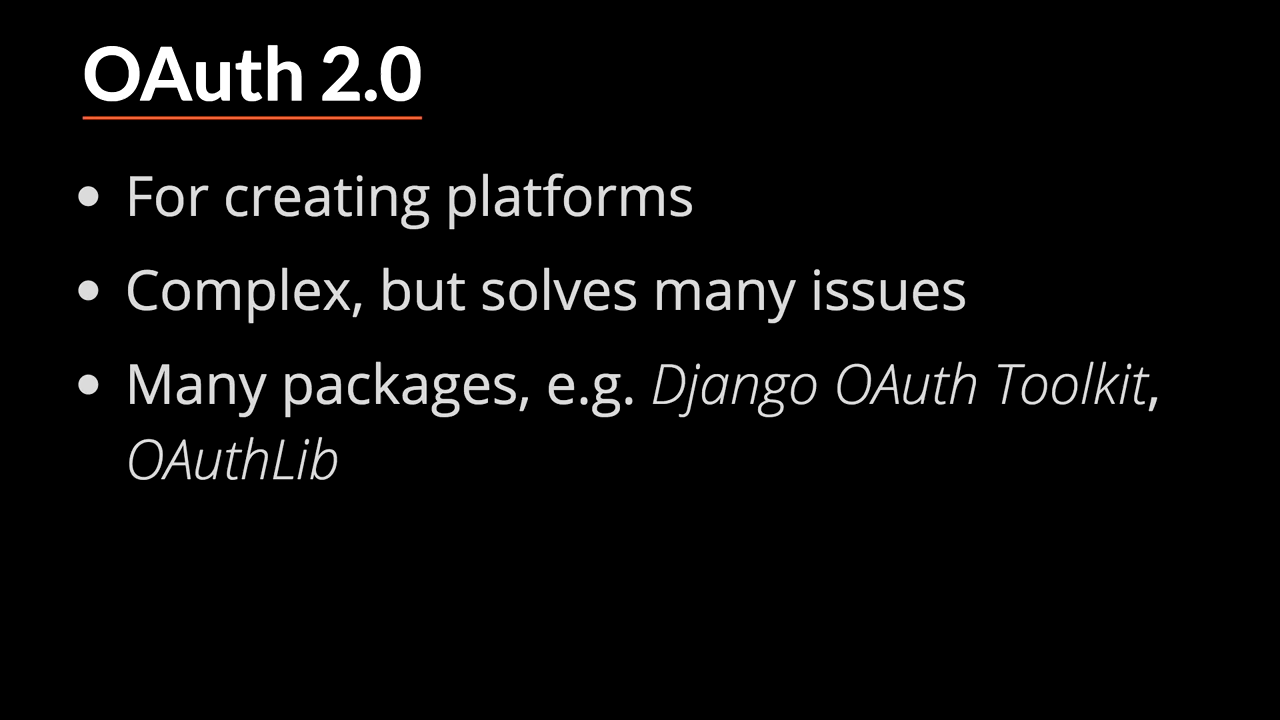 OAuth 2.0
• For creating platforms
• Complex, but solves many issues
• Many packages, e.g. Django OAuth Toolkit,
OAuthLib